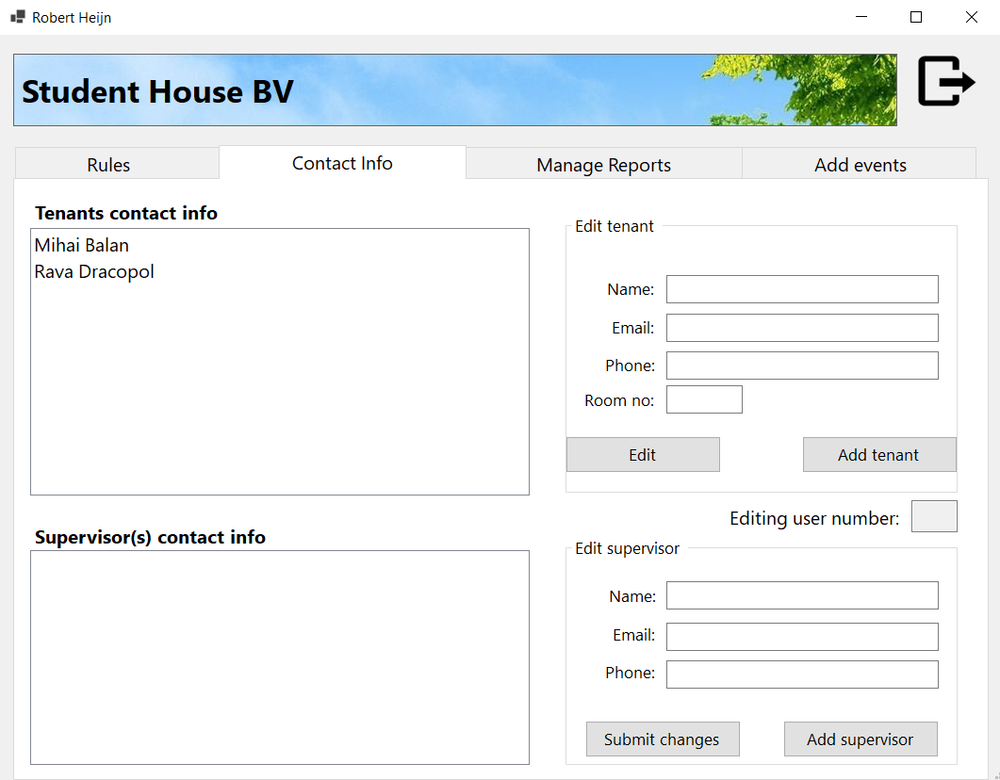 Robert Heijn
Student House BV
Rules
Contact Info
Manage Reports
Add events
Tenants contact info
Mihai Balan
Rava Dracopol
Edit tenant
Name:
Email:
Phone:
Room no:
Edit
Add tenant
Editing user number:
Supervisor(s) contact info
Edit supervisor
Name:
Email:
Phone:
Submit changes
Add supervisor